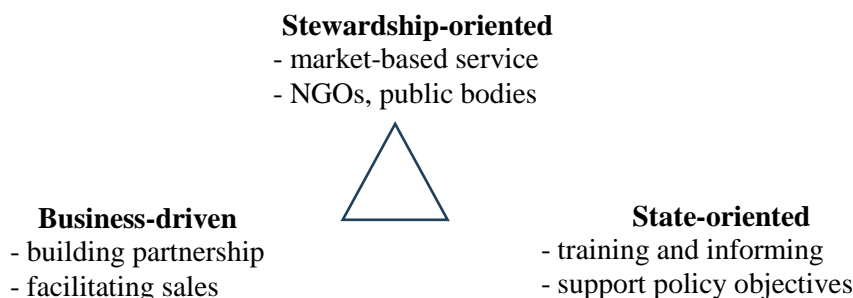 Stewardship-oriented
- market-based service
- NGOs, public bodies
Business-driven
- building partnership
- facilitating sales
State-oriented
- training and informing
- support policy objectives